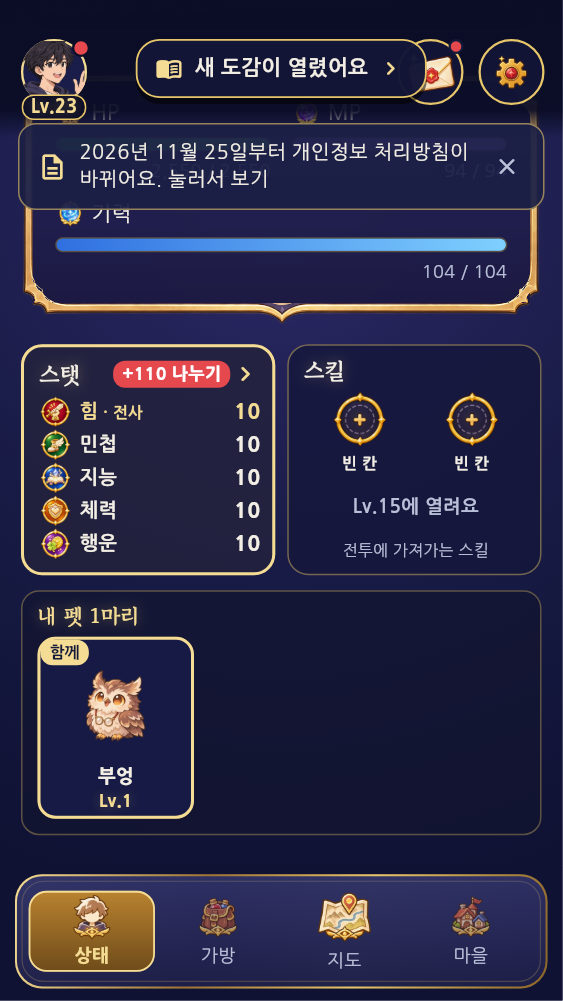 새 도감이 열렸어요
Lv.23
HP
MP
2026년 11월 25일부터 개인정보 처리방침이
바뀌어요. 눌러서 보기
기력
104 / 104
스탯
+110 나누기
힘 · 전사
10
민첩
10
지능
10
체력
10
행운
10
스킬
빈 칸
빈 칸
Lv.15에 열려요
전투에 가져가는 스킬
내 펫 1마리
함께
부엉
Lv.1
상태
가방
지도
마을